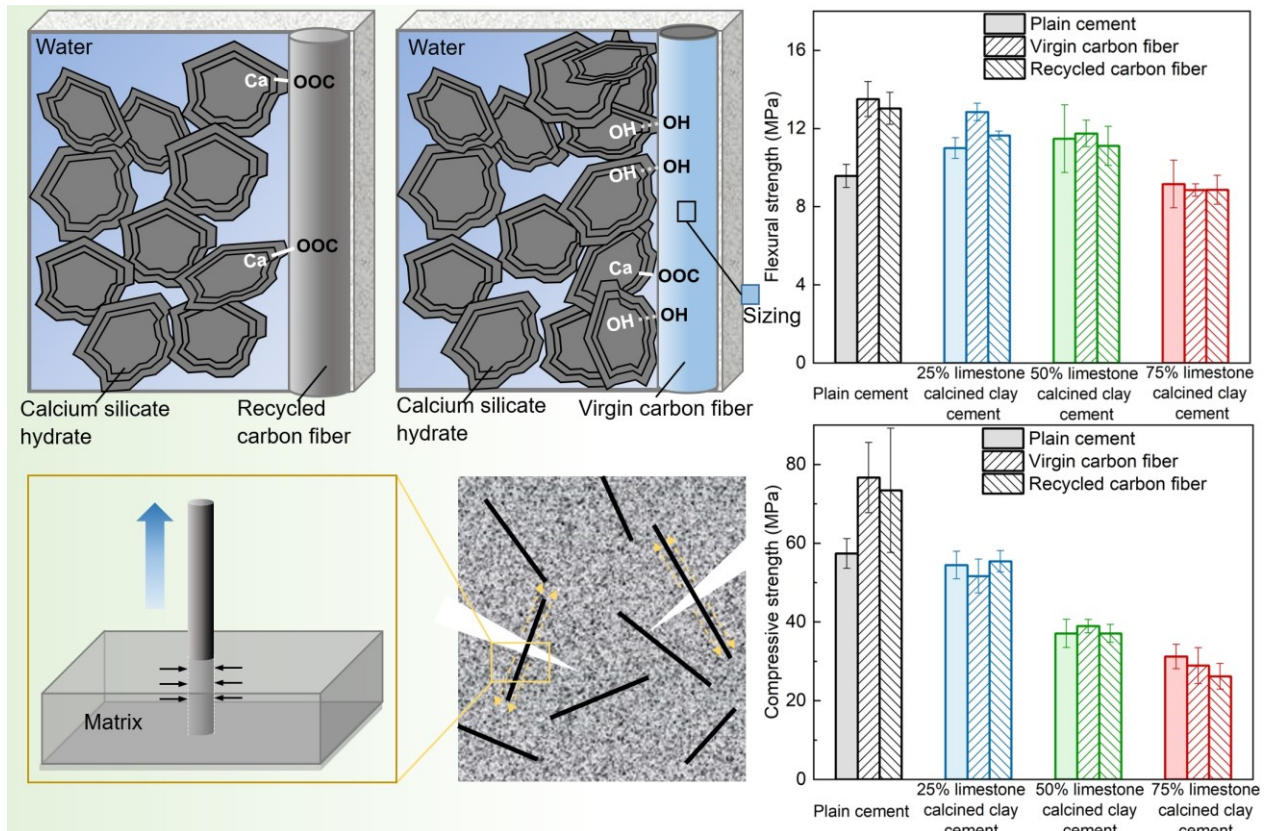 Water
Ca
OOC
Ca
OOC
Calcium silicate
hydrate
Recycled
carbon fiber
Water
OH
OH
OH
OH
Ca
OOC
OH
OH
Sizing
Calcium silicate
hydrate
Virgin carbon fiber
Matrix
Flexural strength (MPa)
16
12
8
4
0
Plain cement
Virgin carbon fiber
Recycled carbon fiber
Plain cement
25% limestone
calcined clay
cement
50% limestone
calcined clay
cement
75% limestone
calcined clay
cement
Compressive strength (MPa)
80
60
40
20
0
Plain cement
Virgin carbon fiber
Recycled carbon fiber
Plain cement
25% limestone
calcined clay
cement
50% limestone
calcined clay
cement
75% limestone
calcined clay
cement